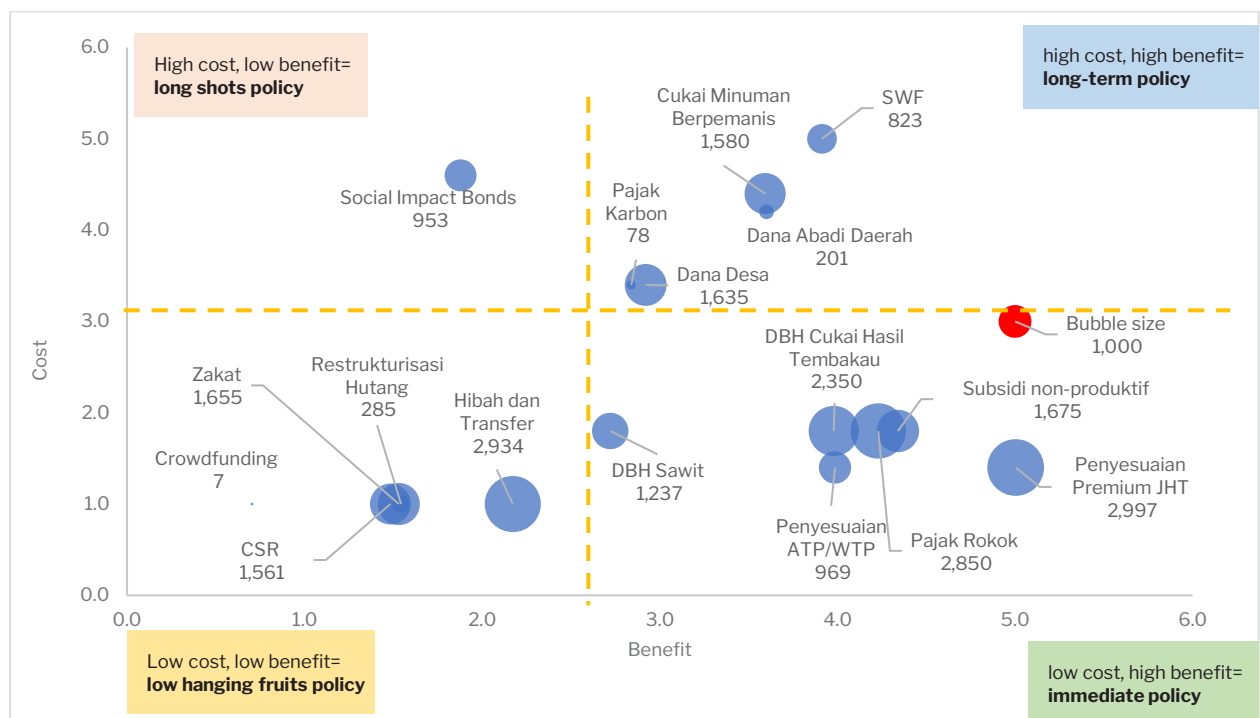 High cost, low benefit=
long shots policy
high cost, high benefit=
long-term policy
6.0
5.0
4.0
3.0
2.0
1.0
0.0
Cost
Cukai Minuman
Berpemanis
1,580
SWF
823
Social Impact Bonds
953
Pajak
Karbon
78
Dana Abadi Daerah
201
Dana Desa
1,635
Bubble size
1,000
DBH Cukai Hasil
Tembakau
2,350
Subsidi non-produktif
1,675
Zakat
1,655
Restrukturisasi
Hutang
285
Hibah dan
Transfer
2,934
Crowdfunding
7
CSR
1,561
DBH Sawit
1,237
Penyesuaian
ATP/WTP
969
Pajak Rokok
2,850
Penyesuaian
Premium JHT
2,997
0.0
1.0
2.0
3.0
4.0
5.0
6.0
Benefit
Low cost, low benefit=
low hanging fruits policy
low cost, high benefit=
immediate policy